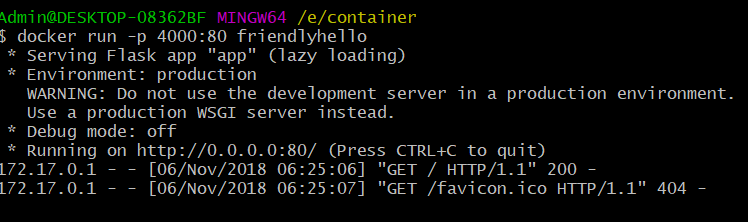 Admin@DESKTOP-08362BF MINGW64 /e/container
$ docker run -p 4000:80 friendlyhello
* Serving Flask app "app" (lazy loading)
* Environment: production
WARNING: Do not use the development server in a production environment.
Use a production WSGI server instead.
* Debug mode: off
* Running on http://0.0.0.0:80/ (Press CTRL+C to quit)
172.17.0.1 - - [06/Nov/2018 06:25:06] "GET / HTTP/1.1" 200 -
172.17.0.1 - - [06/Nov/2018 06:25:07] "GET /favicon.ico HTTP/1.1" 404 -